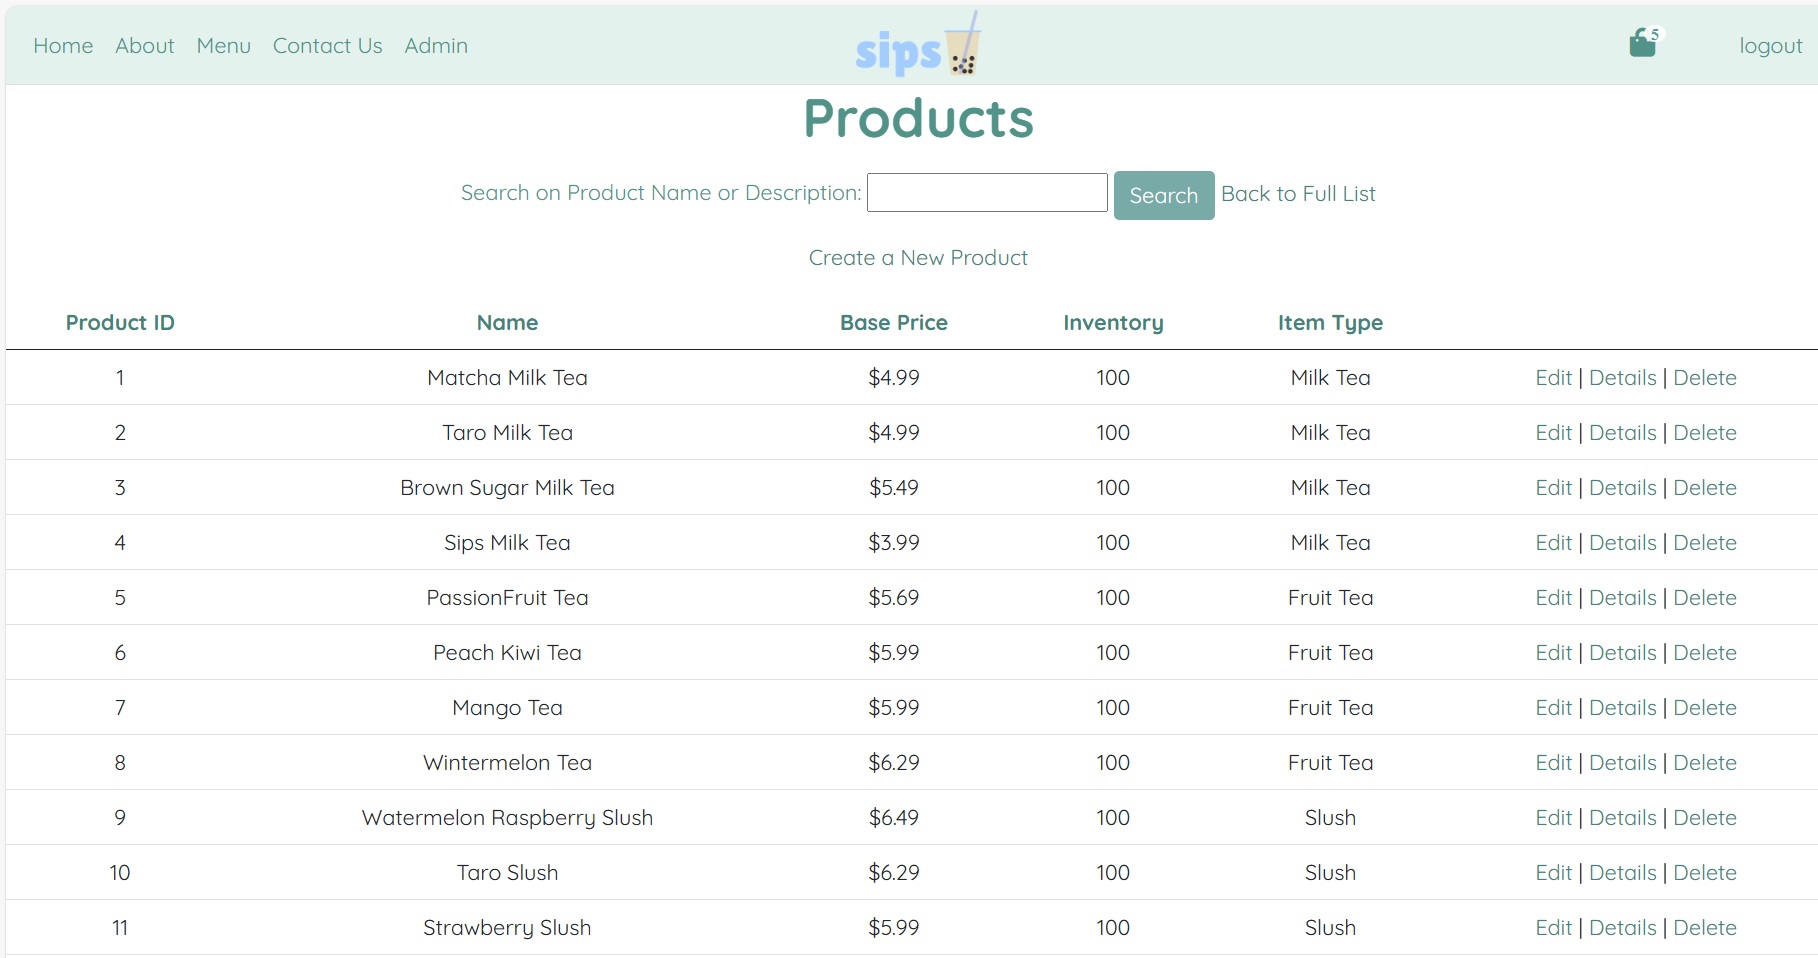 Home About Menu Contact Us Admin sips 5 logout
Products
Search on Product Name or Description: Search Back to Full List
Create a New Product
Product ID Name Base Price Inventory Item Type
1 Matcha Milk Tea $4.99 100 Milk Tea Edit | Details | Delete
2 Taro Milk Tea $4.99 100 Milk Tea Edit | Details | Delete
3 Brown Sugar Milk Tea $5.49 100 Milk Tea Edit | Details | Delete
4 Sips Milk Tea $3.99 100 Milk Tea Edit | Details | Delete
5 PassionFruit Tea $5.69 100 Fruit Tea Edit | Details | Delete
6 Peach Kiwi Tea $5.99 100 Fruit Tea Edit | Details | Delete
7 Mango Tea $5.99 100 Fruit Tea Edit | Details | Delete
8 Wintermelon Tea $6.29 100 Fruit Tea Edit | Details | Delete
9 Watermelon Raspberry Slush $6.49 100 Slush Edit | Details | Delete
10 Taro Slush $6.29 100 Slush Edit | Details | Delete
11 Strawberry Slush $5.99 100 Slush Edit | Details | Delete